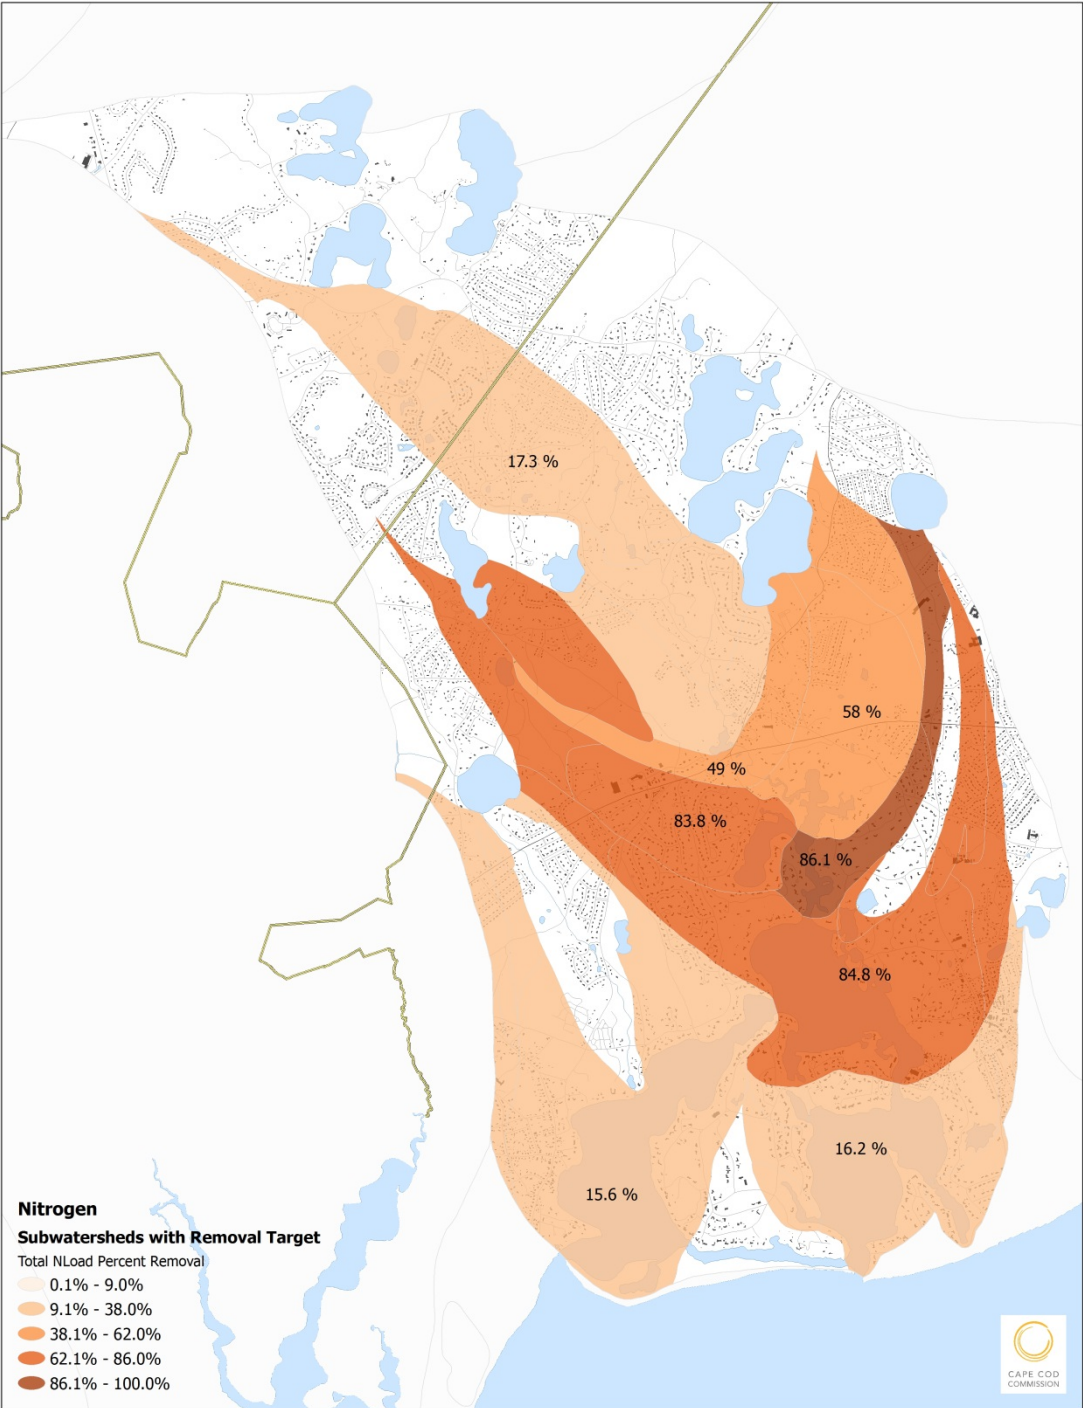 17.3 %
58 %
49 %
83.8 %
86.1 %
84.8 %
16.2 %
15.6 %
Nitrogen
Subwatersheds with Removal Target
Total NLoad Percent Removal
0.1% - 9.0%
9.1% - 38.0%
38.1% - 62.0%
62.1% - 86.0%
86.1% - 100.0%
CAPE COD
COMMISSION